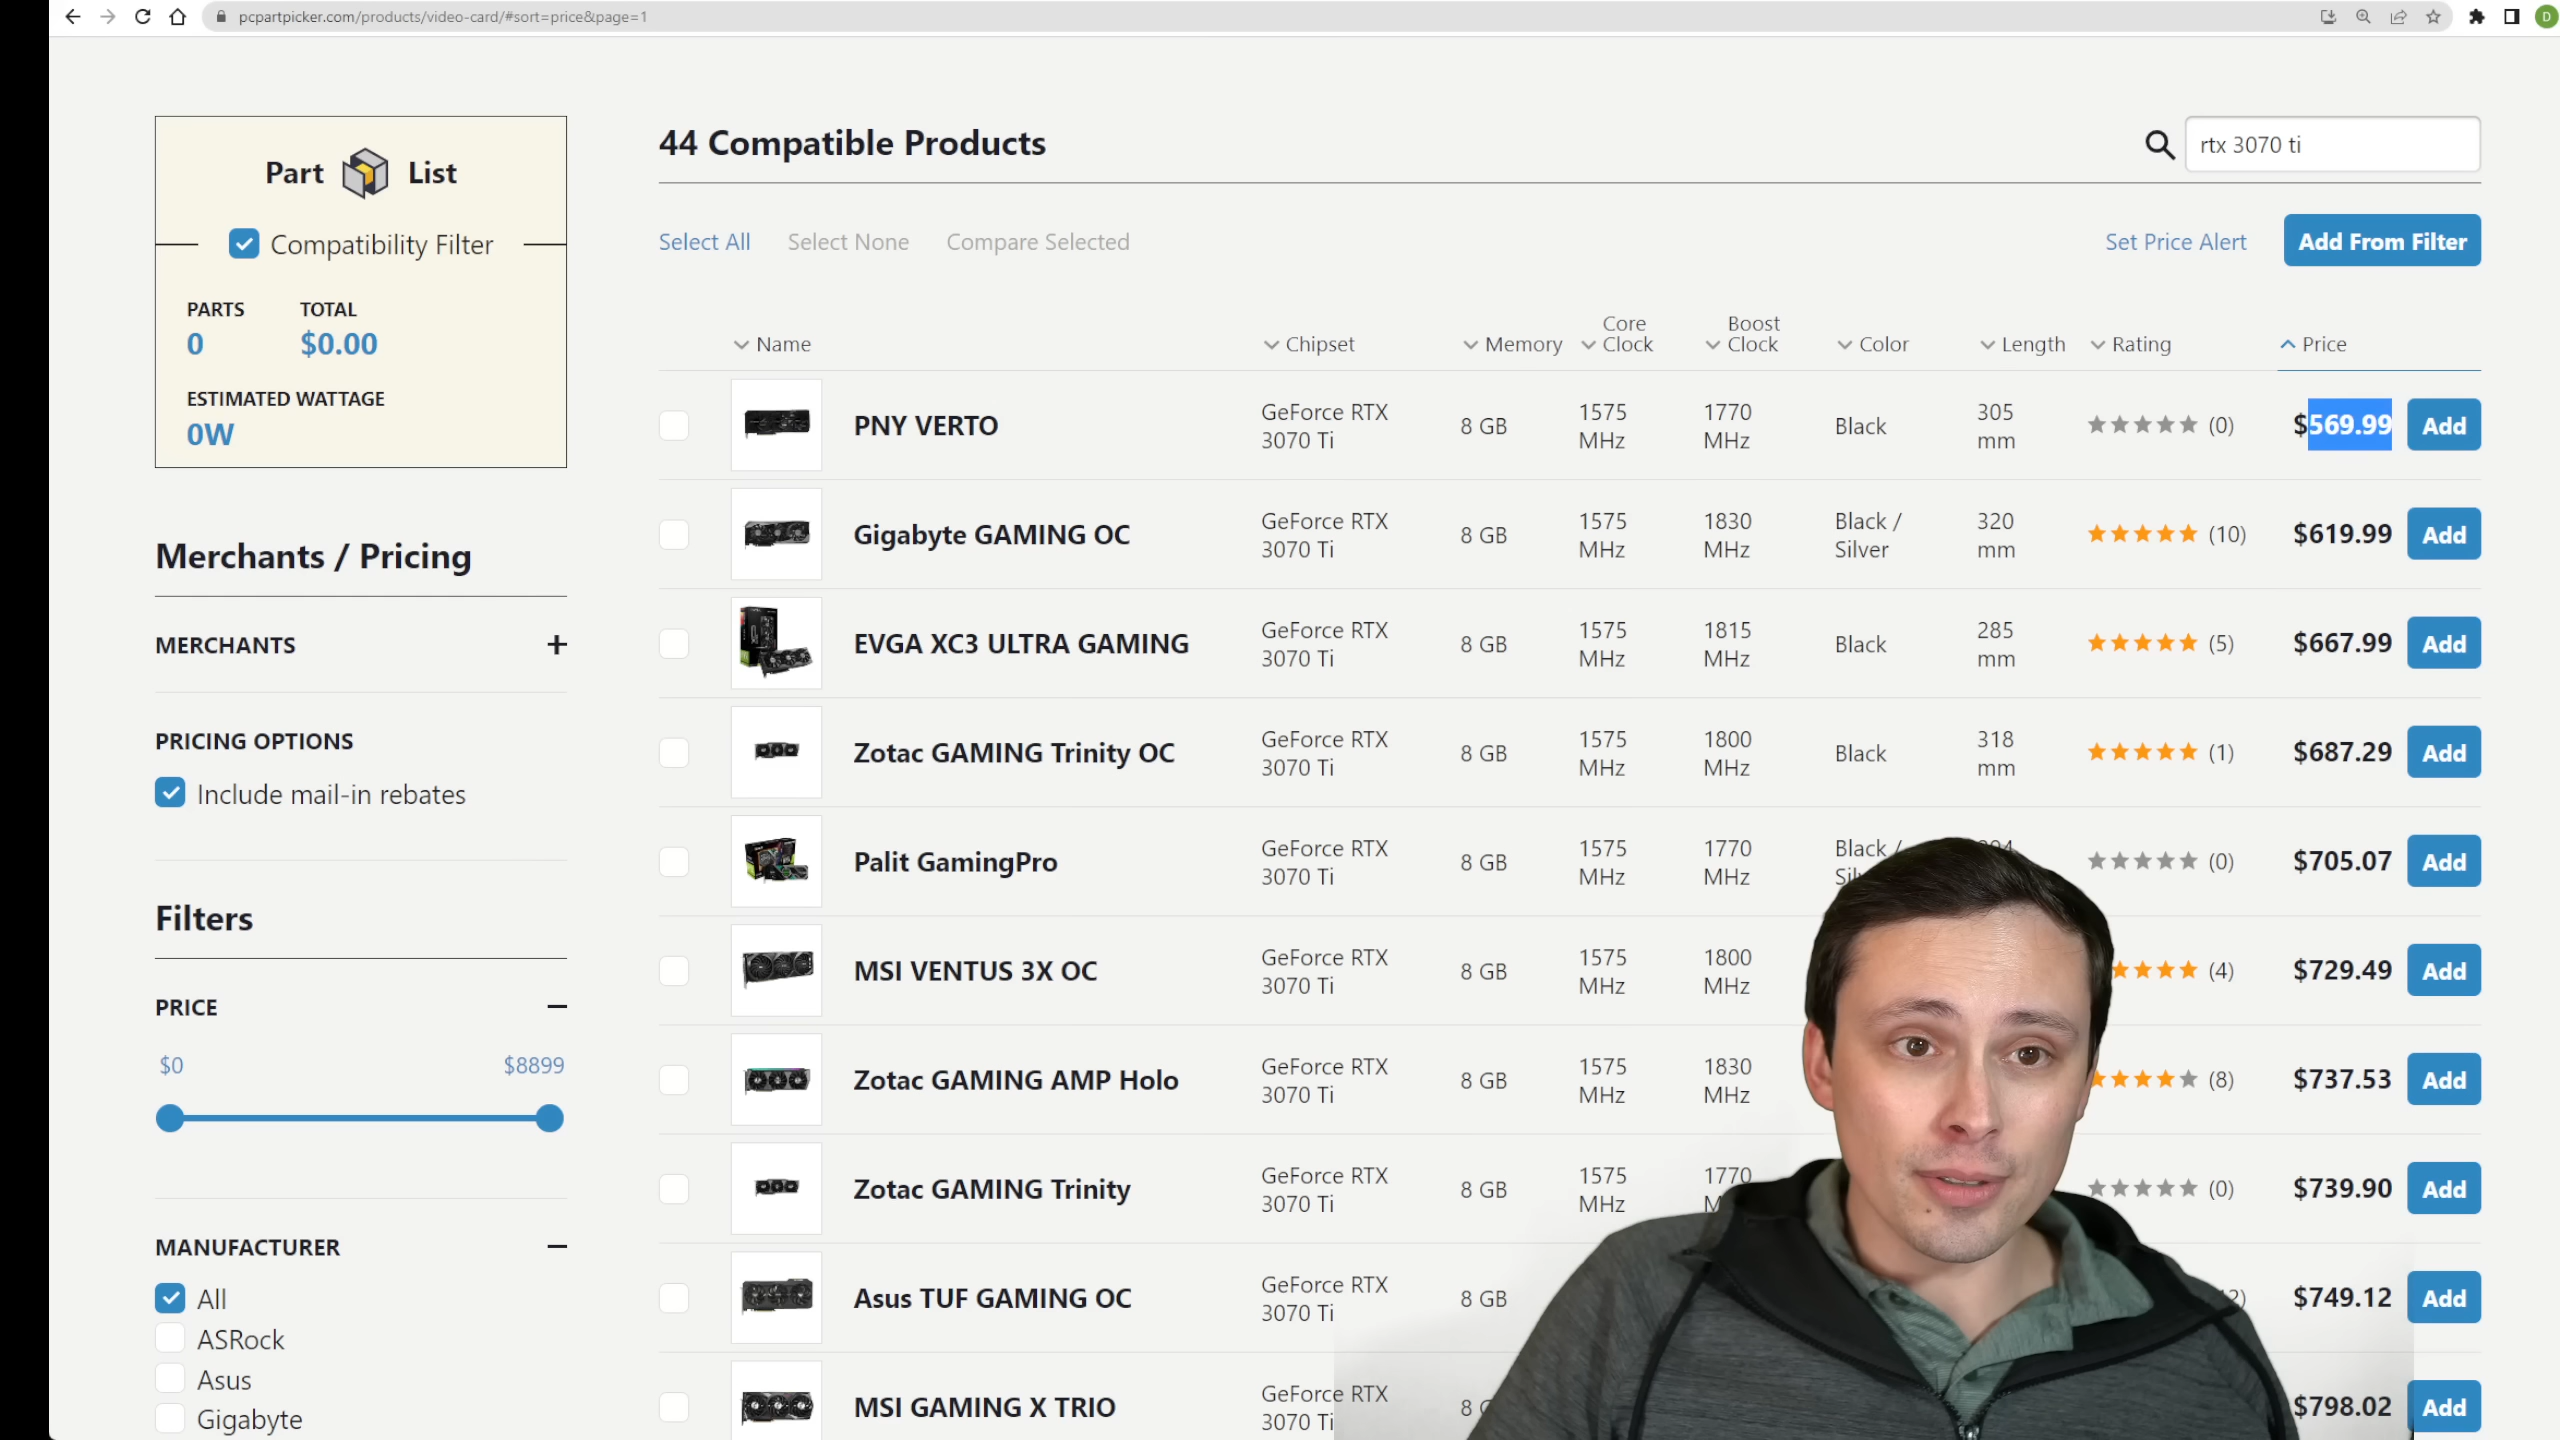 pcpartpicker.com/products/video-card/#sort=price&page=1
D
Part List
Compatibility Filter
PARTS TOTAL
0 $0.00
ESTIMATED WATTAGE
0W
Merchants / Pricing
MERCHANTS
PRICING OPTIONS
Include mail-in rebates
Filters
PRICE
$0 $8899
MANUFACTURER
All
ASRock
Asus
Gigabyte
44 Compatible Products
rtx 3070 ti
Select All Select None Compare Selected
Set Price Alert Add From Filter
Name Chipset Memory Core Clock Boost Clock Color Length Rating Price
PNY VERTO GeForce RTX 3070 Ti 8 GB 1575 MHz 1770 MHz Black 305 mm (0) $569.99 Add
Gigabyte GAMING OC GeForce RTX 3070 Ti 8 GB 1575 MHz 1830 MHz Black / Silver 320 mm (10) $619.99 Add
EVGA XC3 ULTRA GAMING GeForce RTX 3070 Ti 8 GB 1575 MHz 1815 MHz Black 285 mm (5) $667.99 Add
Zotac GAMING Trinity OC GeForce RTX 3070 Ti 8 GB 1575 MHz 1800 MHz Black 318 mm (1) $687.29 Add
Palit GamingPro GeForce RTX 3070 Ti 8 GB 1575 MHz 1770 MHz Black / (0) $705.07 Add
MSI VENTUS 3X OC GeForce RTX 3070 Ti 8 GB 1575 MHz 1800 MHz (4) $729.49 Add
Zotac GAMING AMP Holo GeForce RTX 3070 Ti 8 GB 1575 MHz 1830 MHz (8) $737.53 Add
Zotac GAMING Trinity GeForce RTX 3070 Ti 8 GB 1575 MHz 1770 (0) $739.90 Add
Asus TUF GAMING OC GeForce RTX 3070 Ti 8 GB $749.12 Add
MSI GAMING X TRIO GeForce RTX 3070 Ti 8 $798.02 Add